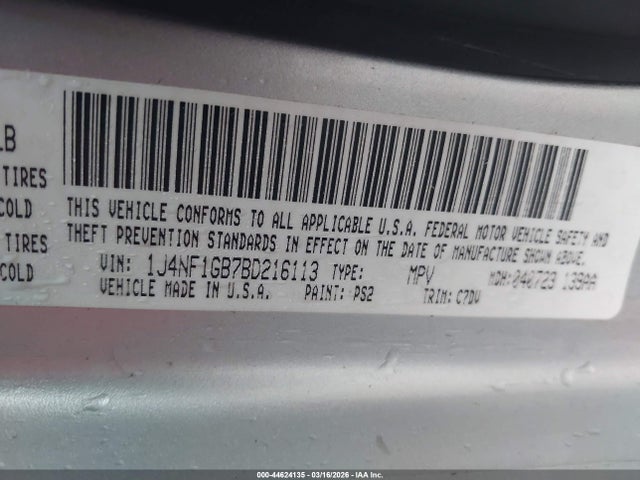 LB
TIRES
COLD
TIRES
COLD
THIS VEHICLE CONFORMS TO ALL APPLICABLE U.S.A. FEDERAL MOTOR VEHICLE SAFETY AND
THEFT PREVENTION STANDARDS IN EFFECT ON THE DATE OF MANUFACTURE SHOWN ABOVE.
VIN: 1J4NF1GB7BD216113 TYPE: MPV MDH:040723 139AA
VEHICLE MADE IN U.S.A. PAINT: PS2 TRIM: C7DV
000-44624135 - 03/16/2026 - IAA Inc.